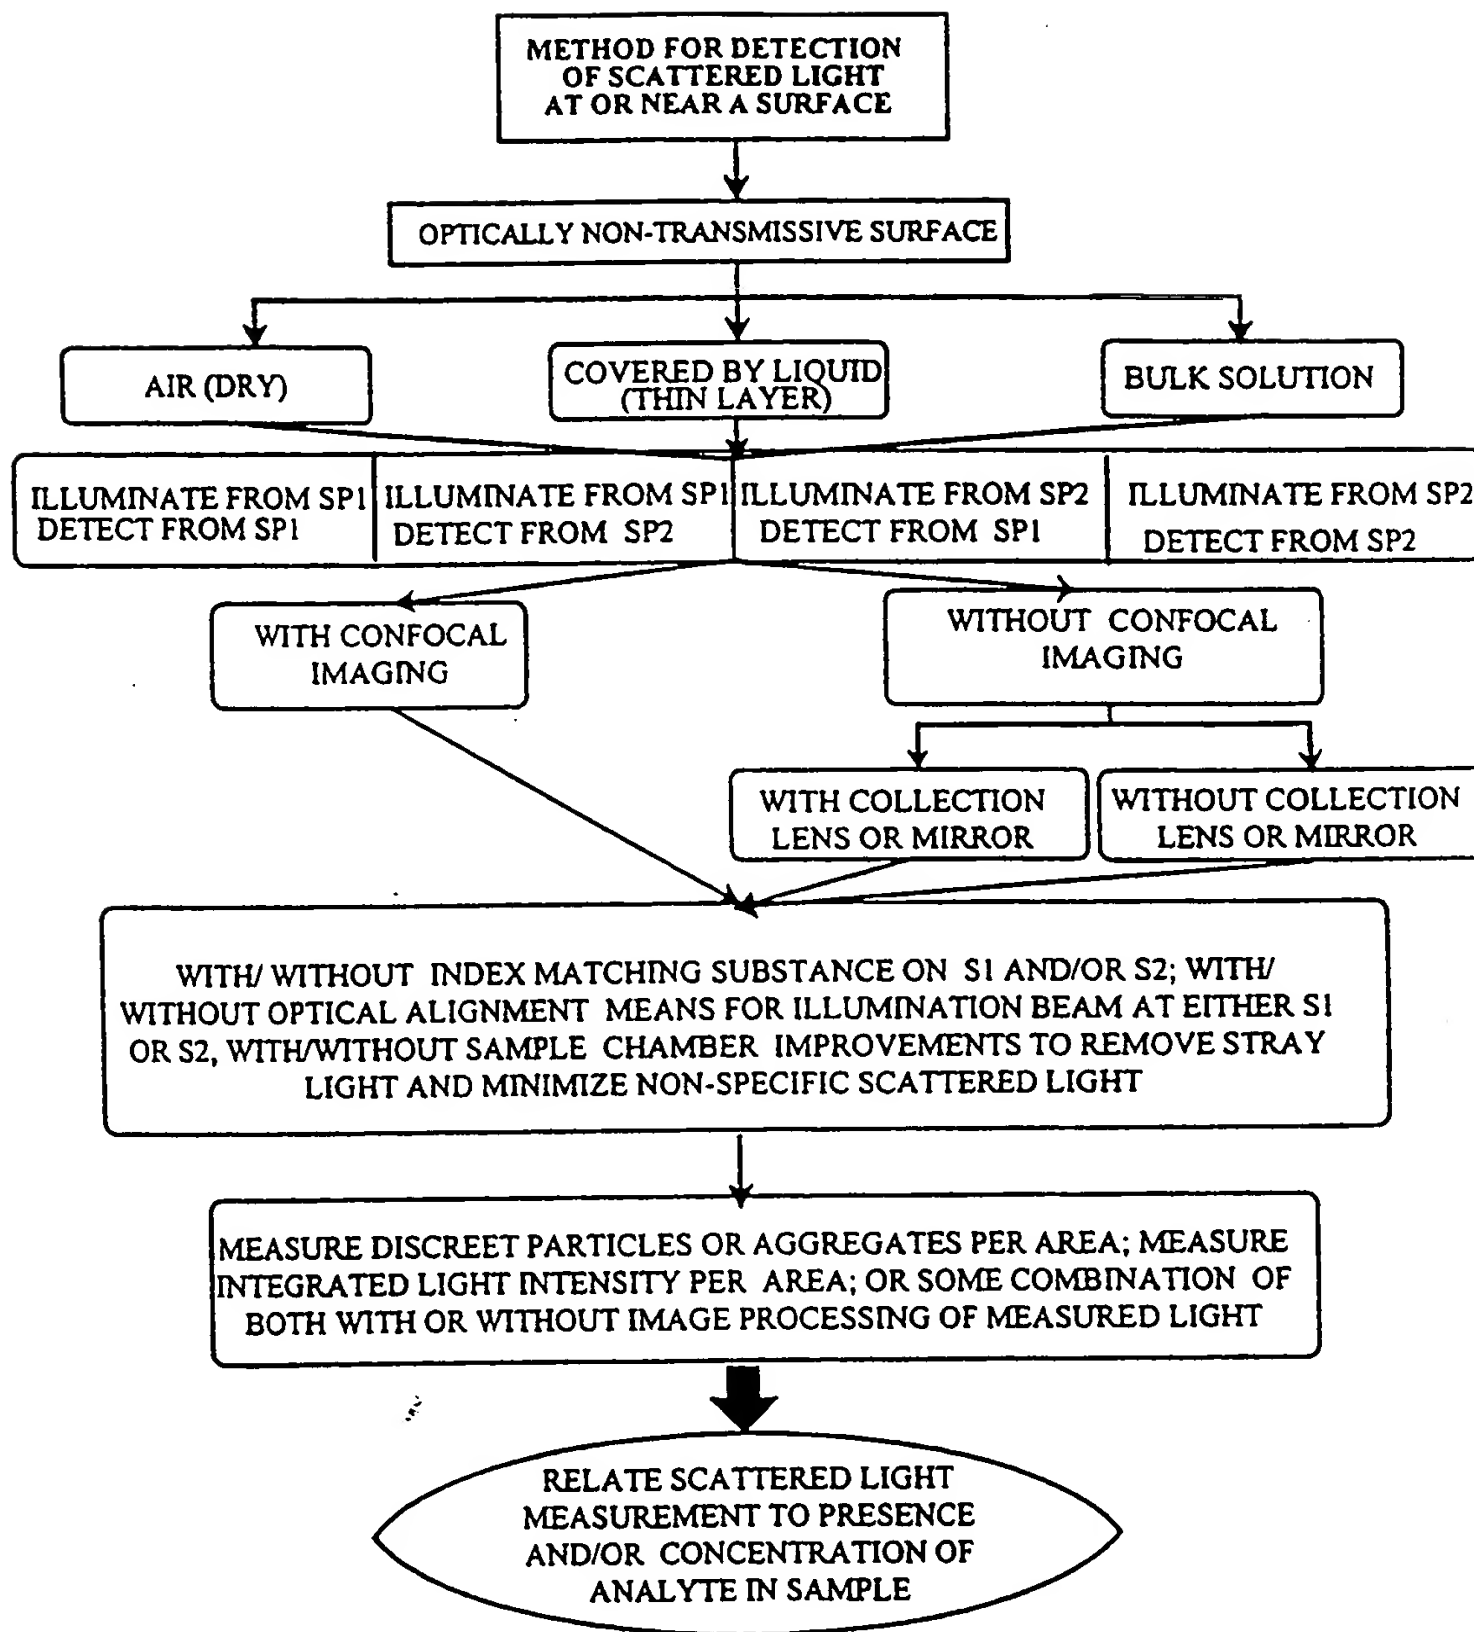 METHOD FOR DETECTION
OF SCATTERED LIGHT
AT OR NEAR A SURFACE
OPTICALLY NON-TRANSMISSIVE SURFACE
AIR (DRY)
COVERED BY LIQUID
(THIN LAYER)
BULK SOLUTION
ILLUMINATE FROM SP1
DETECT FROM SP1
ILLUMINATE FROM SP1
DETECT FROM SP2
ILLUMINATE FROM SP2
DETECT FROM SP1
ILLUMINATE FROM SP2
DETECT FROM SP2
WITH CONFOCAL
IMAGING
WITHOUT CONFOCAL
IMAGING
WITH COLLECTION
LENS OR MIRROR
WITHOUT COLLECTION
LENS OR MIRROR
WITH/ WITHOUT INDEX MATCHING SUBSTANCE ON S1 AND/OR S2; WITH/
WITHOUT OPTICAL ALIGNMENT MEANS FOR ILLUMINATION BEAM AT EITHER S1
OR S2, WITH/WITHOUT SAMPLE CHAMBER IMPROVEMENTS TO REMOVE STRAY
LIGHT AND MINIMIZE NON-SPECIFIC SCATTERED LIGHT
MEASURE DISCREET PARTICLES OR AGGREGATES PER AREA; MEASURE
INTEGRATED LIGHT INTENSITY PER AREA; OR SOME COMBINATION OF
BOTH WITH OR WITHOUT IMAGE PROCESSING OF MEASURED LIGHT
RELATE SCATTERED LIGHT
MEASUREMENT TO PRESENCE
AND/OR CONCENTRATION OF
ANALYTE IN SAMPLE